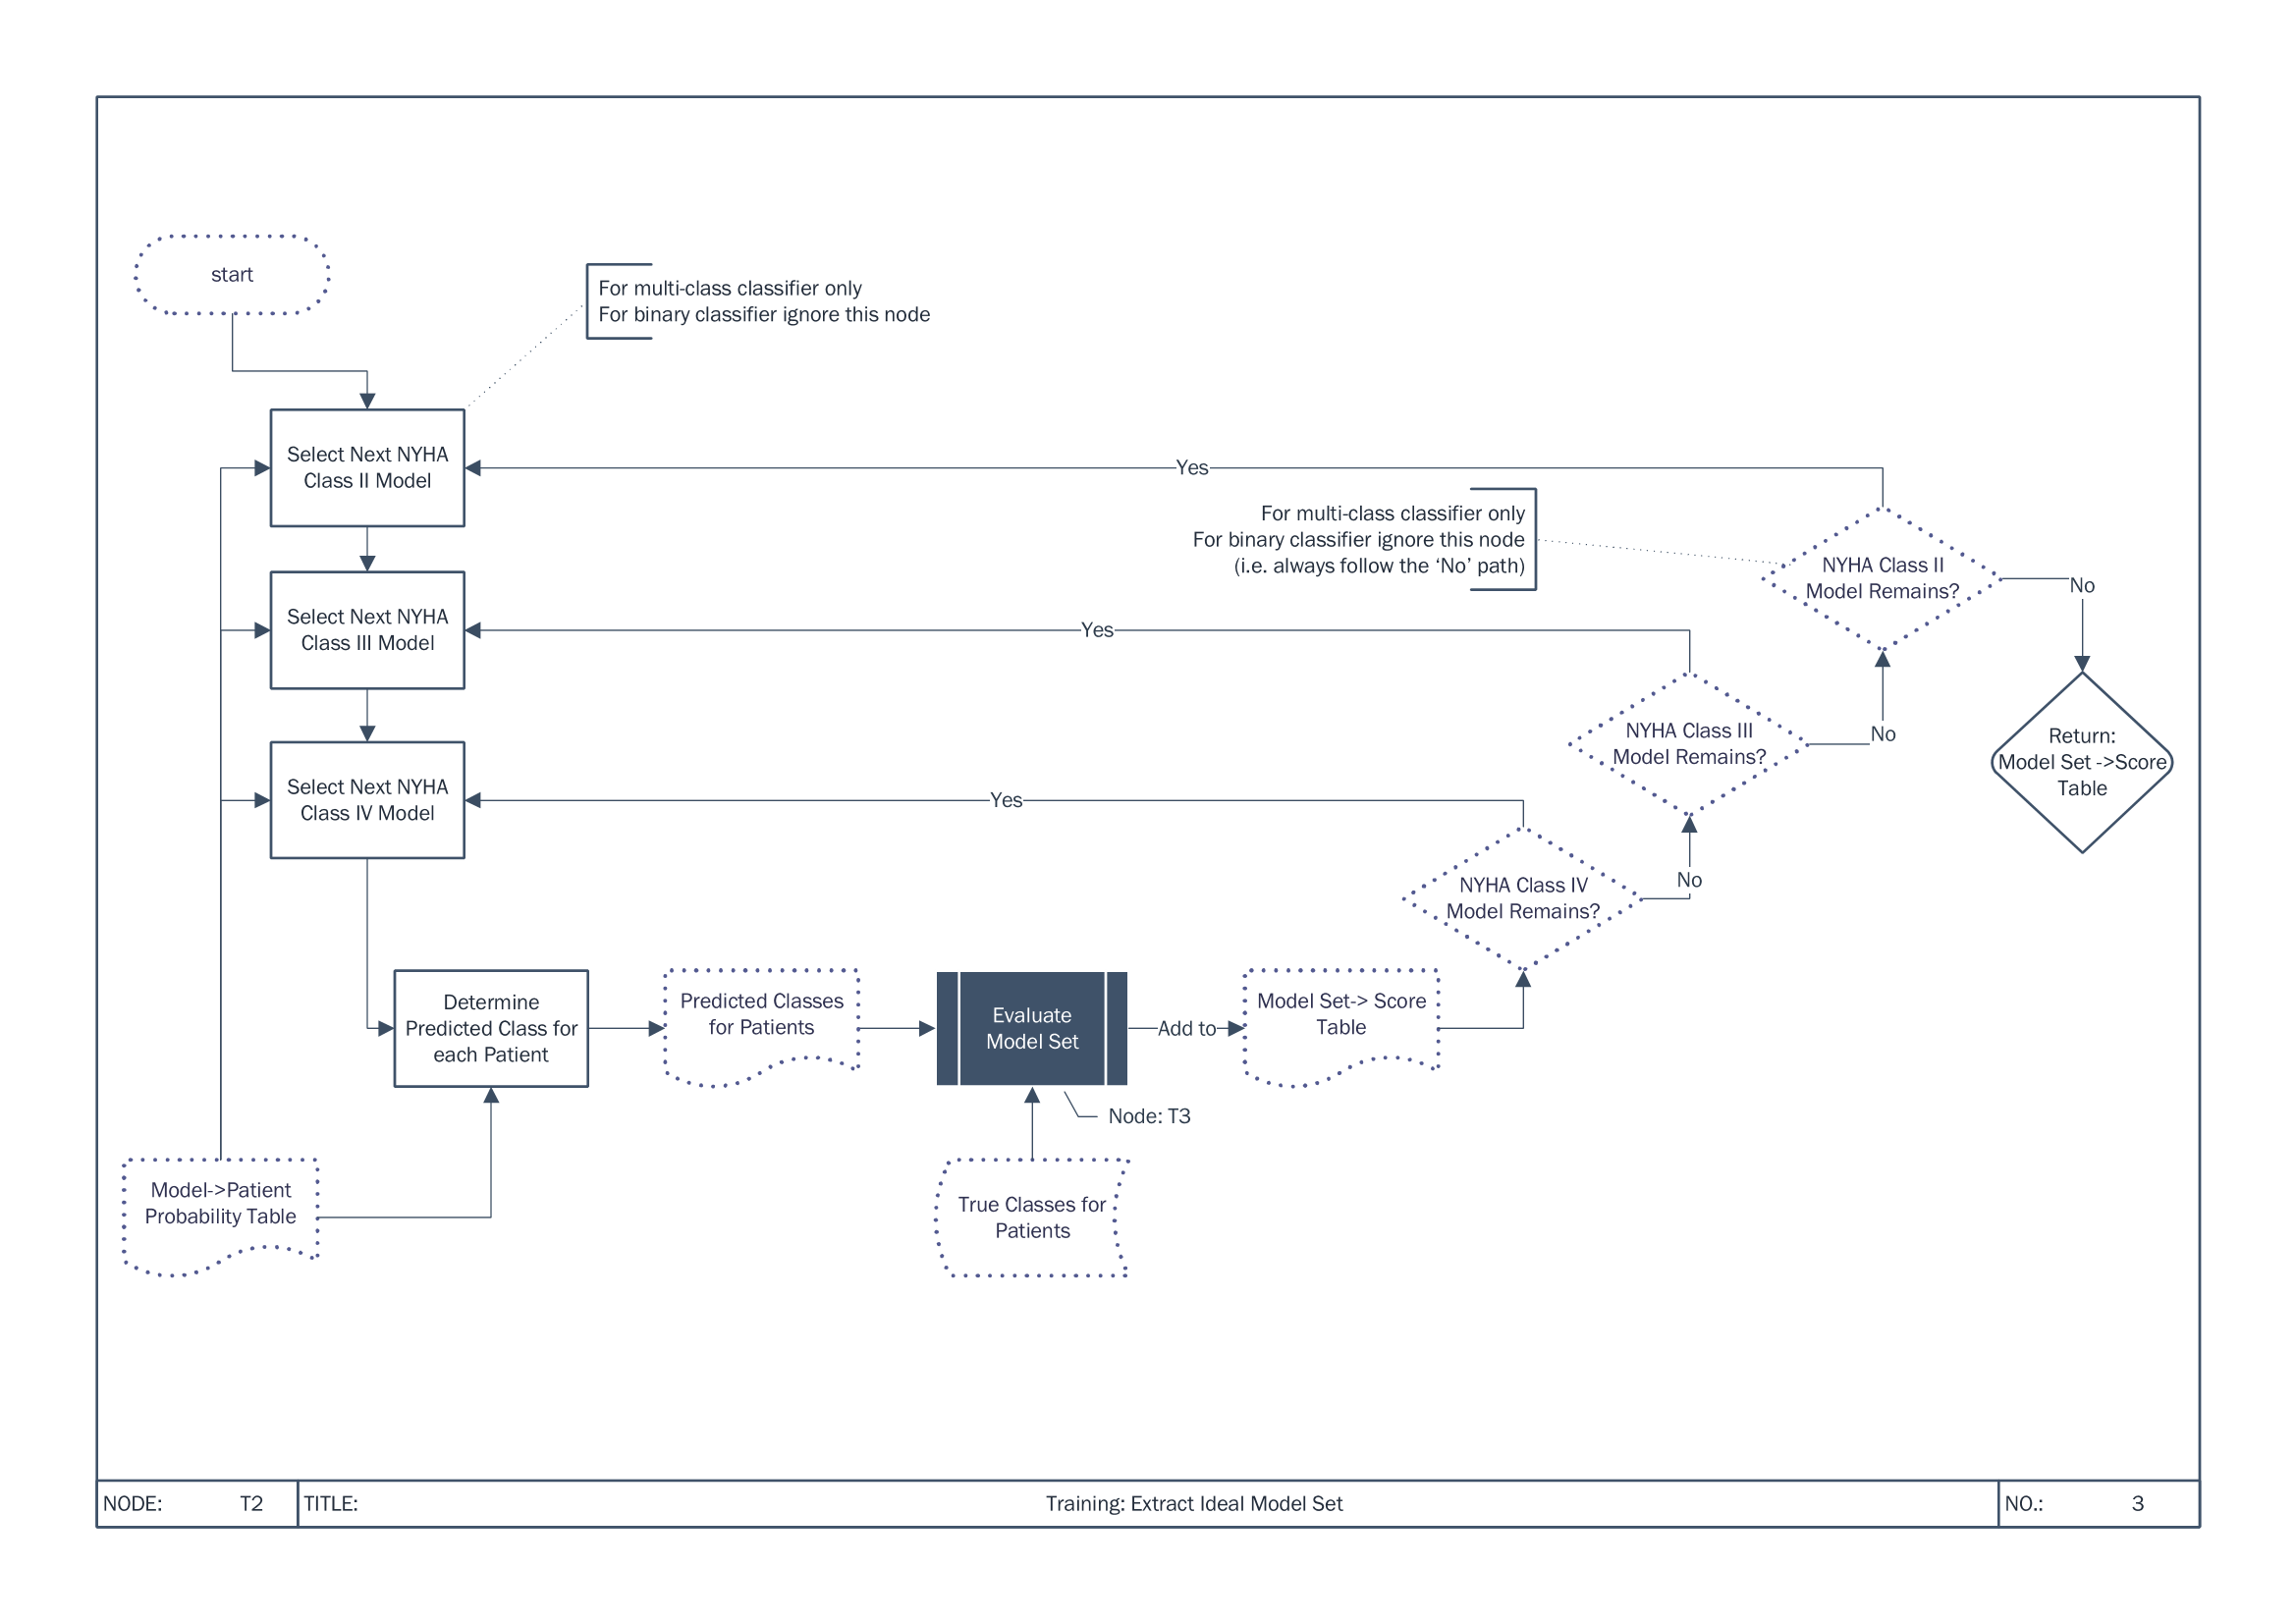 start
For multi-class classifier only
For binary classifier ignore this node
Select Next NYHA
Class II Model
Yes
For multi-class classifier only
For binary classifier ignore this node
(i.e. always follow the ‘No’ path)
NYHA Class II
Model Remains?
No
Select Next NYHA
Class III Model
Yes
NYHA Class III
Model Remains?
No
Return:
Model Set ->Score
Table
Select Next NYHA
Class IV Model
Yes
NYHA Class IV
Model Remains?
No
Determine
Predicted Class for
each Patient
Predicted Classes
for Patients
Evaluate
Model Set
Add to
Model Set-> Score
Table
Node: T3
Model->Patient
Probability Table
True Classes for
Patients
NODE: T2 TITLE: Training: Extract Ideal Model Set NO.: 3